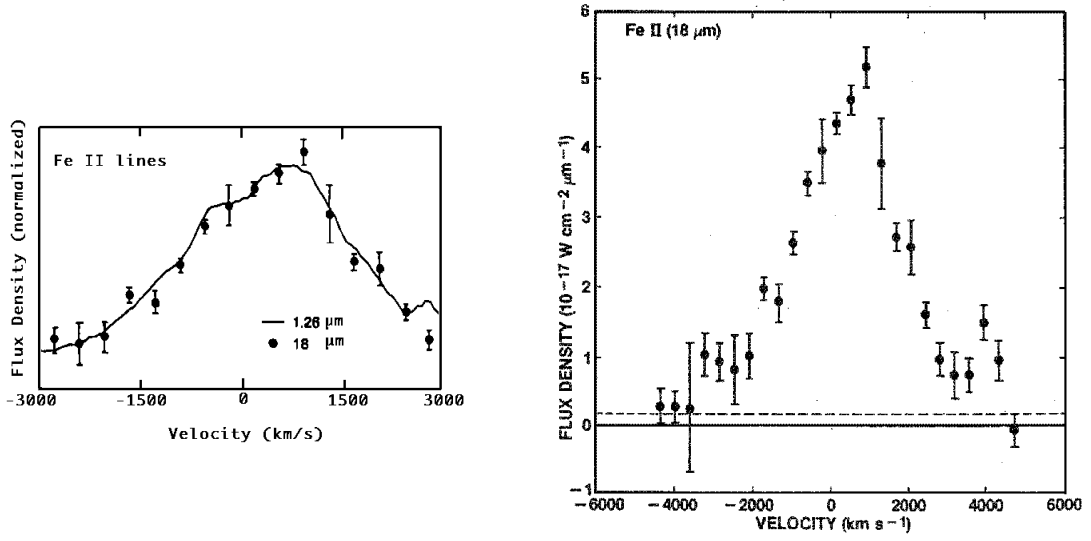 Fe II lines
Flux Density (normalized)
1.26 μm
18 μm
-3000 -1500 0 1500 3000
Velocity (km/s)
Fe II (18 μm)
FLUX DENSITY (10⁻¹⁷ W cm⁻² μm⁻¹)
6
5
4
3
2
1
0
-1
-6000 -4000 -2000 0 2000 4000 6000
VELOCITY (km s⁻¹)